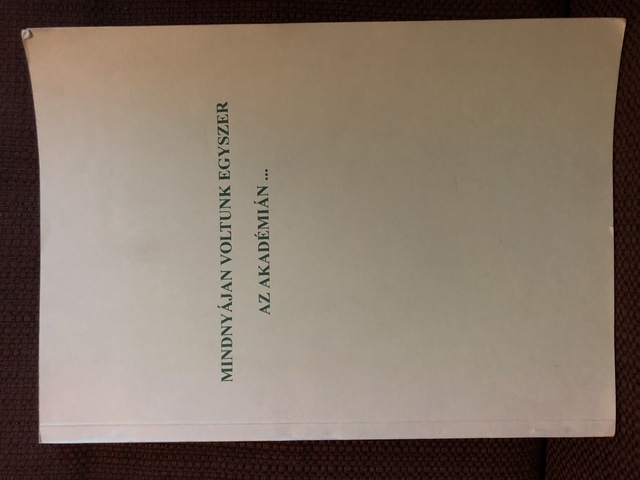 MINDNYÁJAN VOLTUNK EGYSZER
AZ AKADÉMIÁN ...